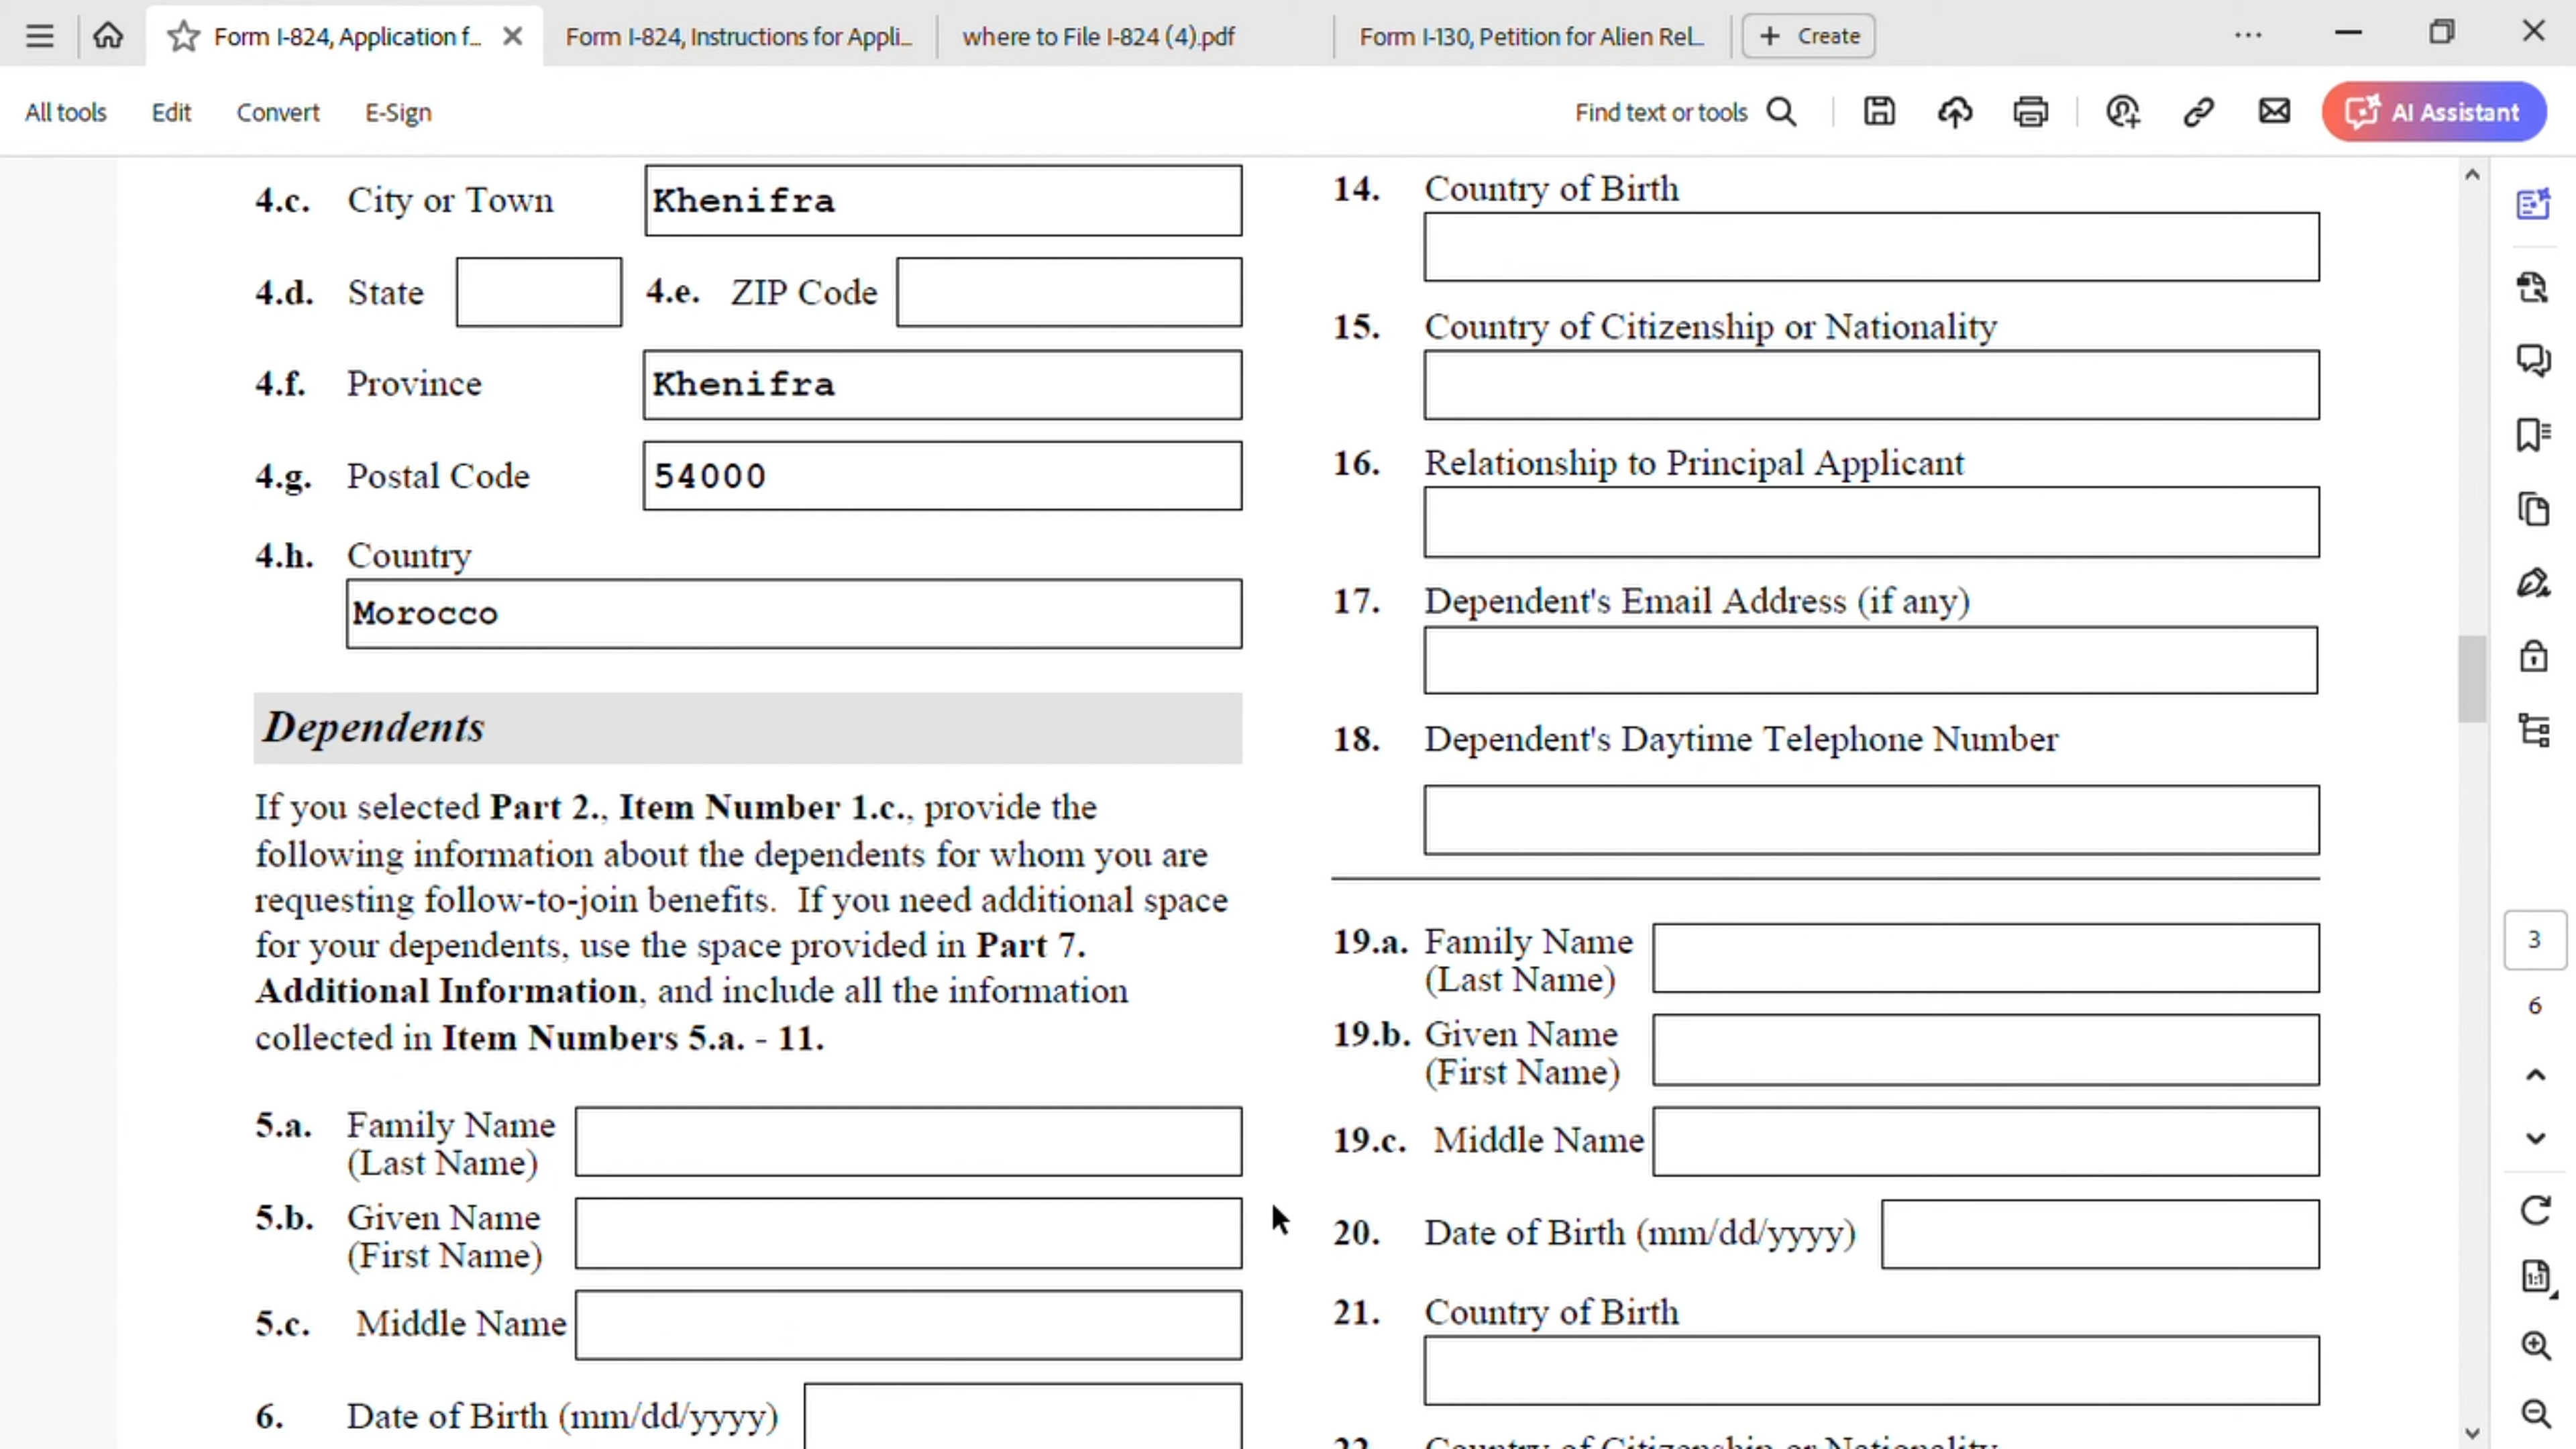 Form I-824, Application f...
Form I-824, Instructions for Appli...
where to File I-824 (4).pdf
Form I-130, Petition for Alien Rel...
+ Create
All tools
Edit
Convert
E-Sign
Find text or tools
AI Assistant
4.c. City or Town Khenifra
4.d. State 4.e. ZIP Code
4.f. Province Khenifra
4.g. Postal Code 54000
4.h. Country
Morocco
Dependents
If you selected Part 2., Item Number 1.c., provide the
following information about the dependents for whom you are
requesting follow-to-join benefits. If you need additional space
for your dependents, use the space provided in Part 7.
Additional Information, and include all the information
collected in Item Numbers 5.a. - 11.
5.a. Family Name
(Last Name)
5.b. Given Name
(First Name)
5.c. Middle Name
6. Date of Birth (mm/dd/yyyy)
14. Country of Birth
15. Country of Citizenship or Nationality
16. Relationship to Principal Applicant
17. Dependent's Email Address (if any)
18. Dependent's Daytime Telephone Number
19.a. Family Name
(Last Name)
19.b. Given Name
(First Name)
19.c. Middle Name
20. Date of Birth (mm/dd/yyyy)
21. Country of Birth
22. Country of Citizenship or Nationality
3
6
1:1